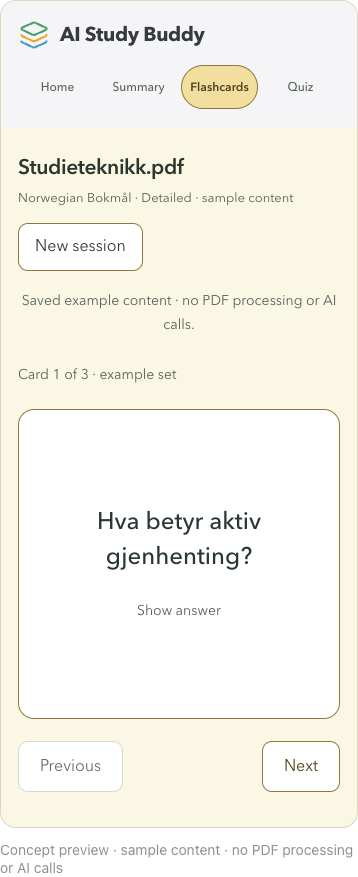 AI Study Buddy
Home
Summary
Flashcards
Quiz
Studieteknikk.pdf
Norwegian Bokmål · Detailed · sample content
New session
Saved example content · no PDF processing or AI
calls.
Card 1 of 3 · example set
Hva betyr aktiv
gjenhenting?
Show answer
Previous
Next
Concept preview · sample content · no PDF processing
or AI calls